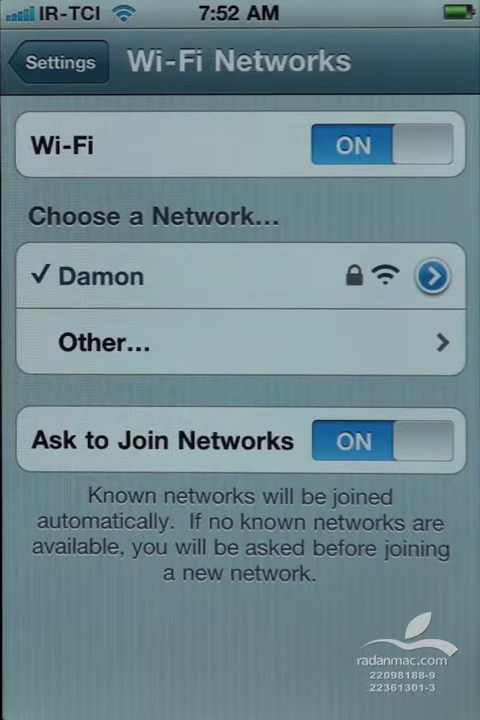 IR-TCI 7:52 AM
Settings Wi-Fi Networks
Wi-Fi ON
Choose a Network...
Damon
Other...
Ask to Join Networks ON
Known networks will be joined
automatically. If no known networks are
available, you will be asked before joining
a new network.
radanmac.com
22098188-9
22361301-3